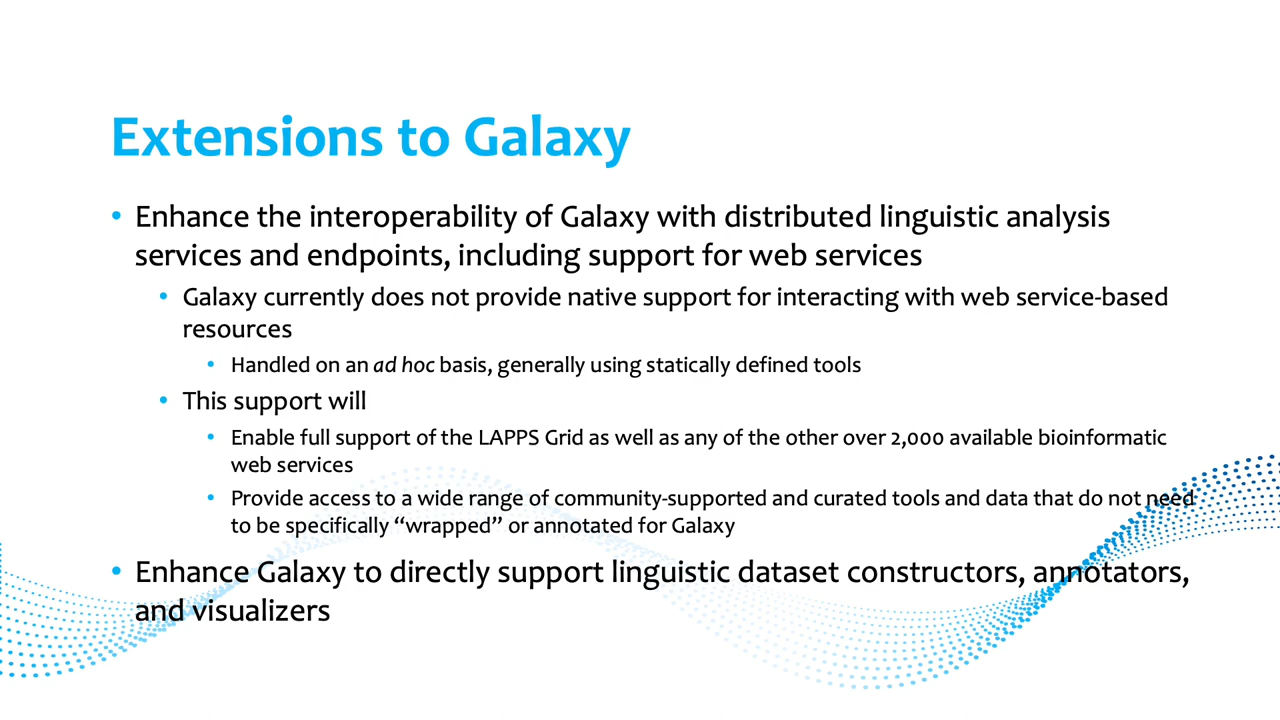 Extensions to Galaxy
• Enhance the interoperability of Galaxy with distributed linguistic analysis
services and endpoints, including support for web services
• Galaxy currently does not provide native support for interacting with web service-based
resources
• Handled on an ad hoc basis, generally using statically defined tools
• This support will
• Enable full support of the LAPPS Grid as well as any of the other over 2,000 available bioinformatic
web services
• Provide access to a wide range of community-supported and curated tools and data that do not need
to be specifically “wrapped” or annotated for Galaxy
• Enhance Galaxy to directly support linguistic dataset constructors, annotators,
and visualizers